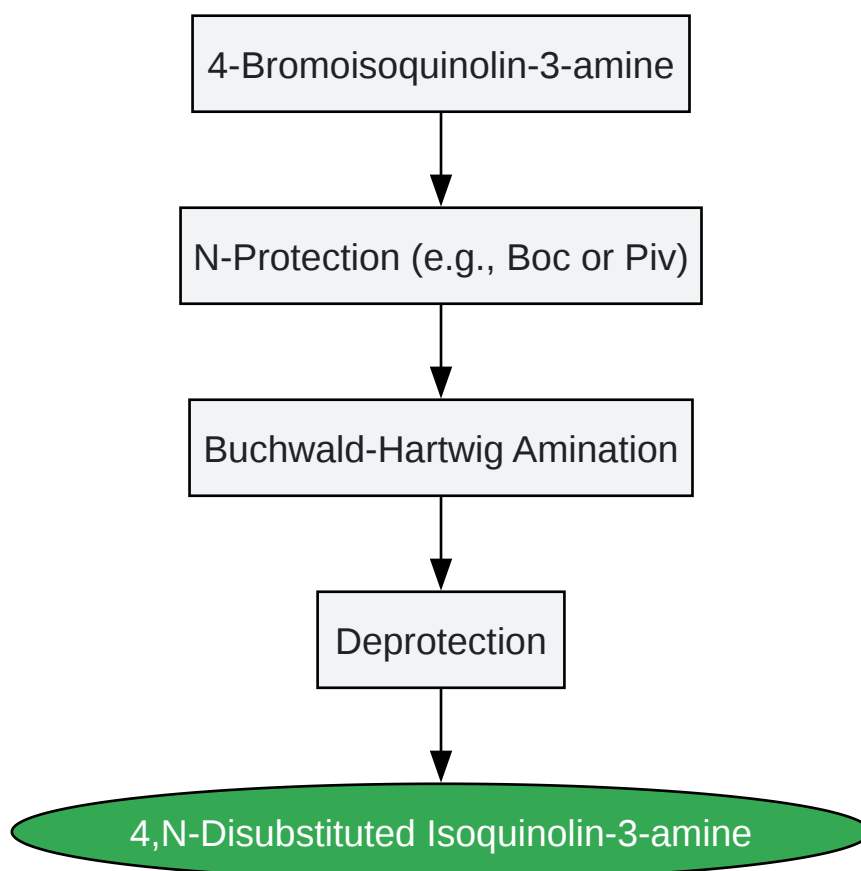 4-Bromoisoquinolin-3-amine
N-Protection (e.g., Boc or Piv)
Buchwald-Hartwig Amination
Deprotection
4,N-Disubstituted Isoquinolin-3-amine